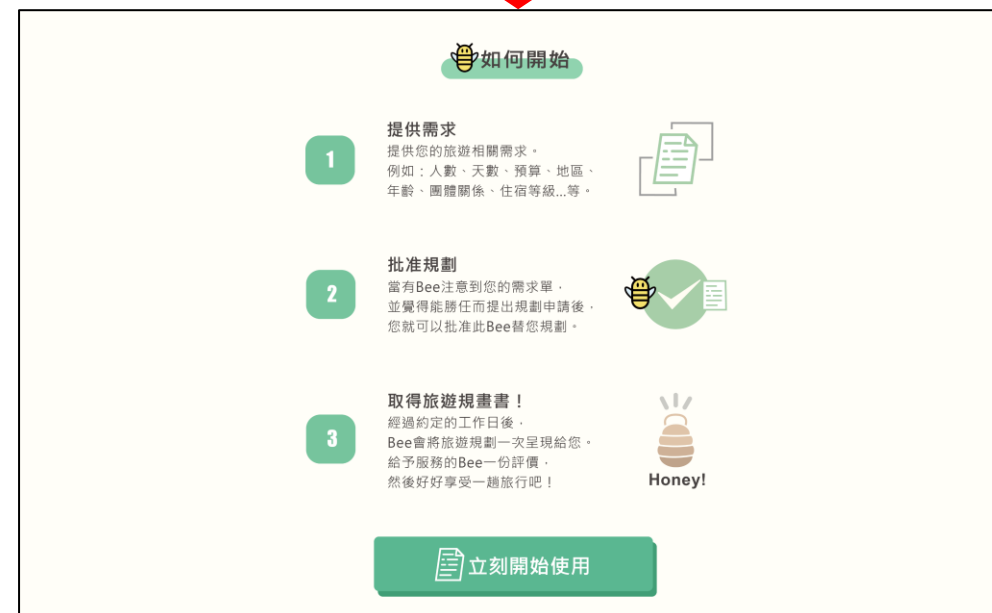 如何開始
1
提供需求
提供您的旅遊相關需求。
例如：人數、天數、預算、地區、
年齡、團體關係、住宿等級...等。
2
批准規劃
當有Bee注意到您的需求單，
並覺得能勝任而提出規劃申請後，
您就可以批准此Bee替您規劃。
3
取得旅遊規畫書！
經過約定的工作日後，
Bee會將旅遊規劃一次呈現給您。
給予服務的Bee一份評價，
然後好好享受一趟旅行吧！
Honey!
立刻開始使用